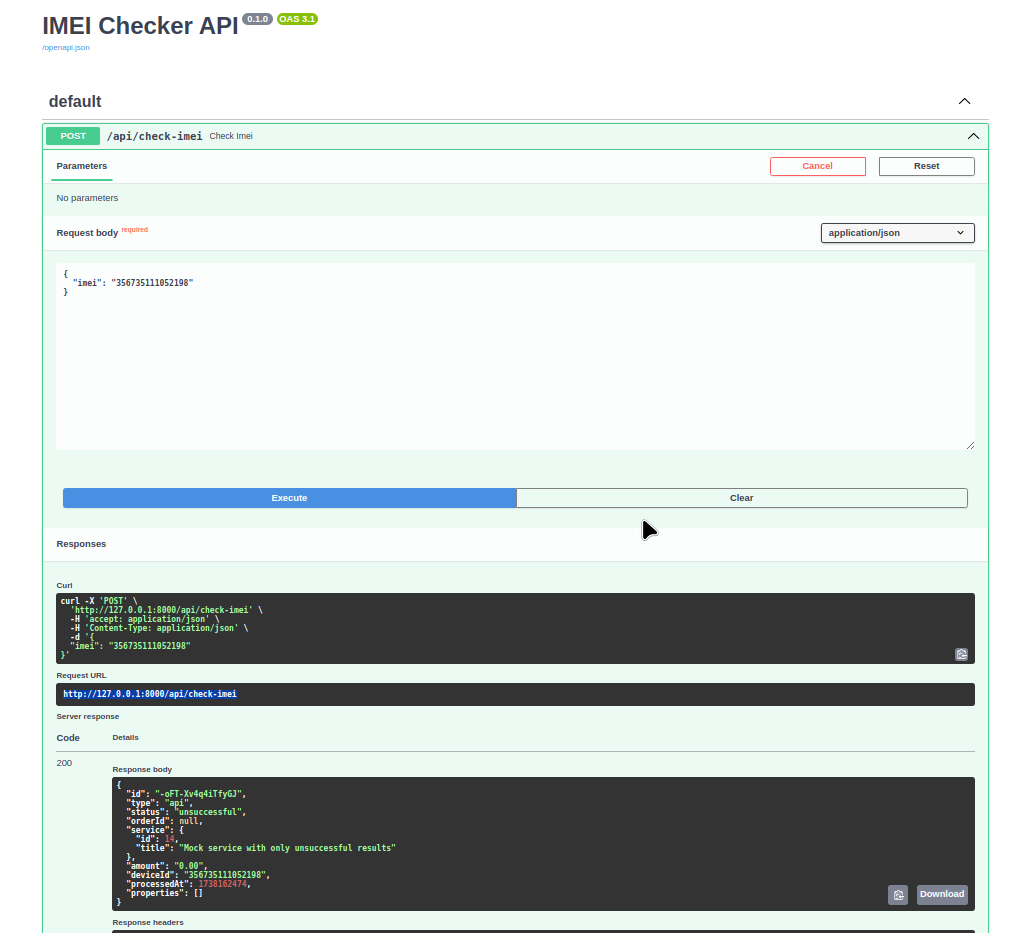 IMEI Checker API 0.1.0 OAS 3.1
/openapi.json
default
POST /api/check-imei Check Imei
Parameters Cancel Reset
No parameters
Request body required application/json
{
"imei": "356735111052198"
}
Execute Clear
Responses
Curl
curl -X 'POST' \
'http://127.0.0.1:8000/api/check-imei' \
-H 'accept: application/json' \
-H 'Content-Type: application/json' \
-d '{
"imei": "356735111052198"
}'
Request URL
http://127.0.0.1:8000/api/check-imei
Server response
Code Details
200
Response body
{
"id": "-oFT-Xv4q4iTfyGJ",
"type": "api",
"status": "unsuccessful",
"orderId": null,
"service": {
"id": 14,
"title": "Mock service with only unsuccessful results"
},
"amount": "0.00",
"deviceId": "356735111052198",
"processedAt": 1738162474,
"properties": []
}
Download
Response headers